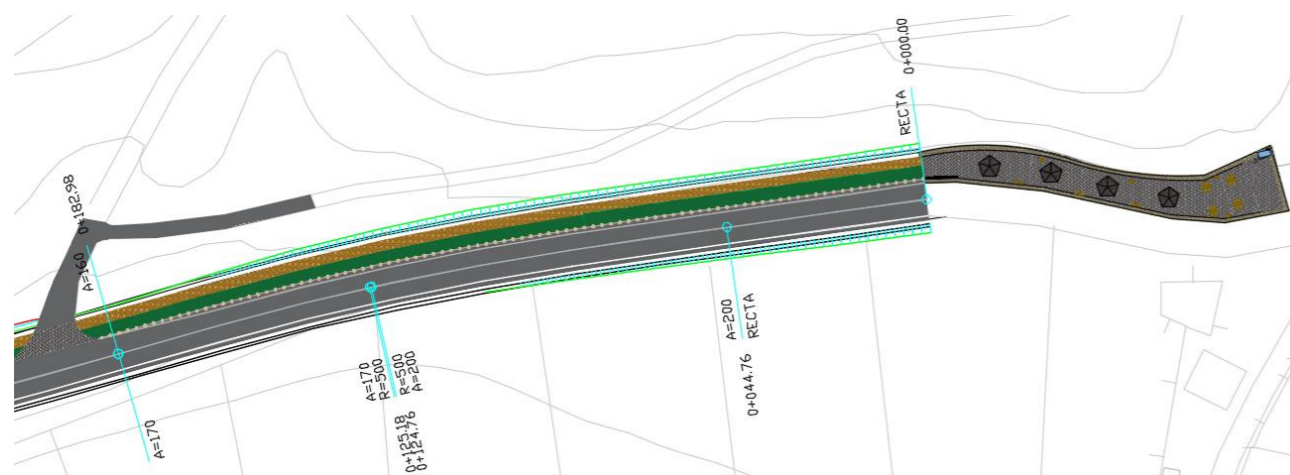 0+182.98
A=160
A=170
A=170
R=500
R=500
A=200
0+125.18
0+124.76
A=200
RECTA
0+044.76
RECTA
0+000.00